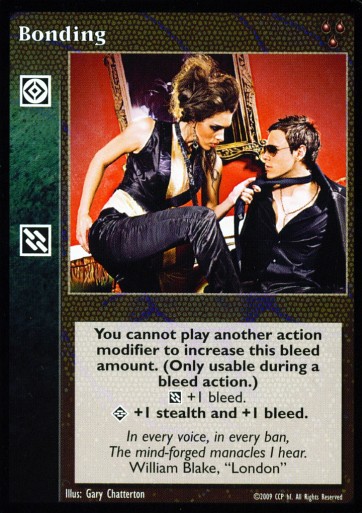 Bonding
You cannot play another action
modifier to increase this bleed
amount. (Only usable during a
bleed action.)
+1 bleed.
+1 stealth and +1 bleed.
In every voice, in every ban,
The mind-forged manacles I hear.
William Blake, "London"
Illus: Gary Chatterton
©2009 CCP hf. All Rights Reserved